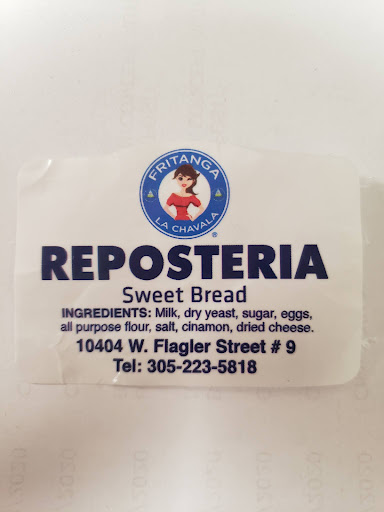 FRITANGA
LA CHAVALA
®
REPOSTERIA
Sweet Bread
INGREDIENTS: Milk, dry yeast, sugar, eggs,
all purpose flour, salt, cinamon, dried cheese.
10404 W. Flagler Street # 9
Tel: 305-223-5818